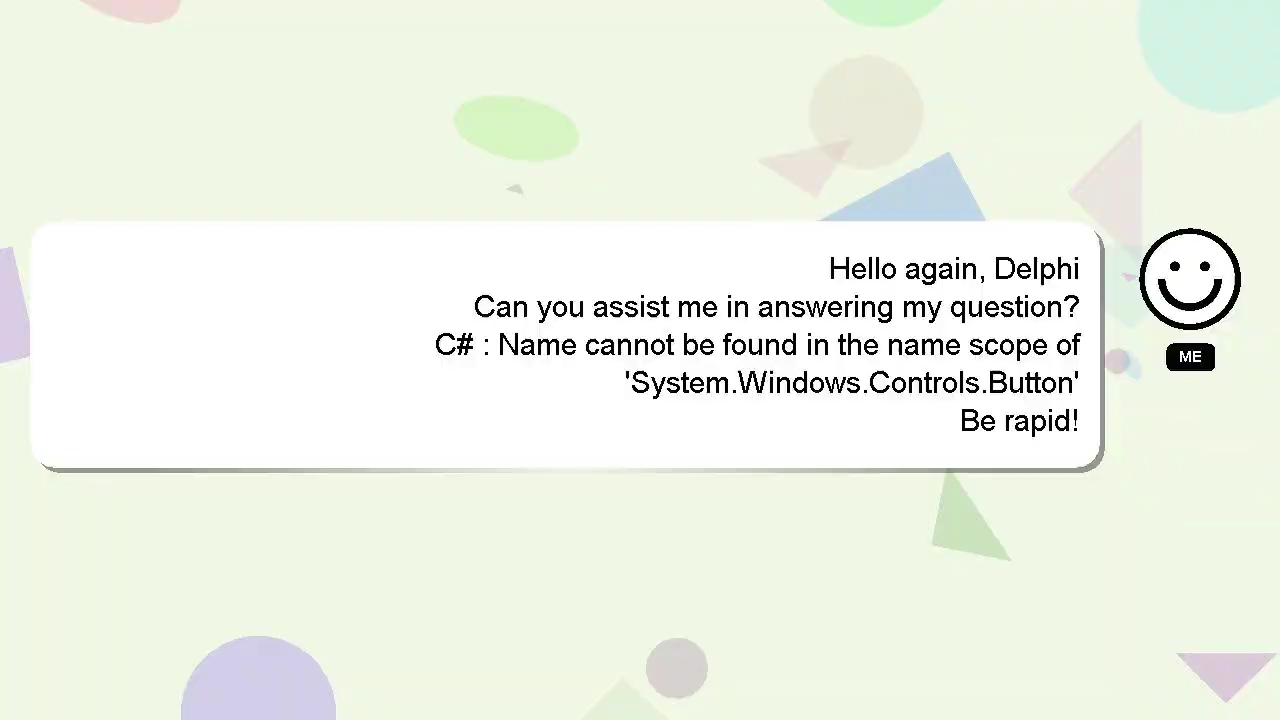 Hello again, Delphi
Can you assist me in answering my question?
C# : Name cannot be found in the name scope of
'System.Windows.Controls.Button'
Be rapid!
ME